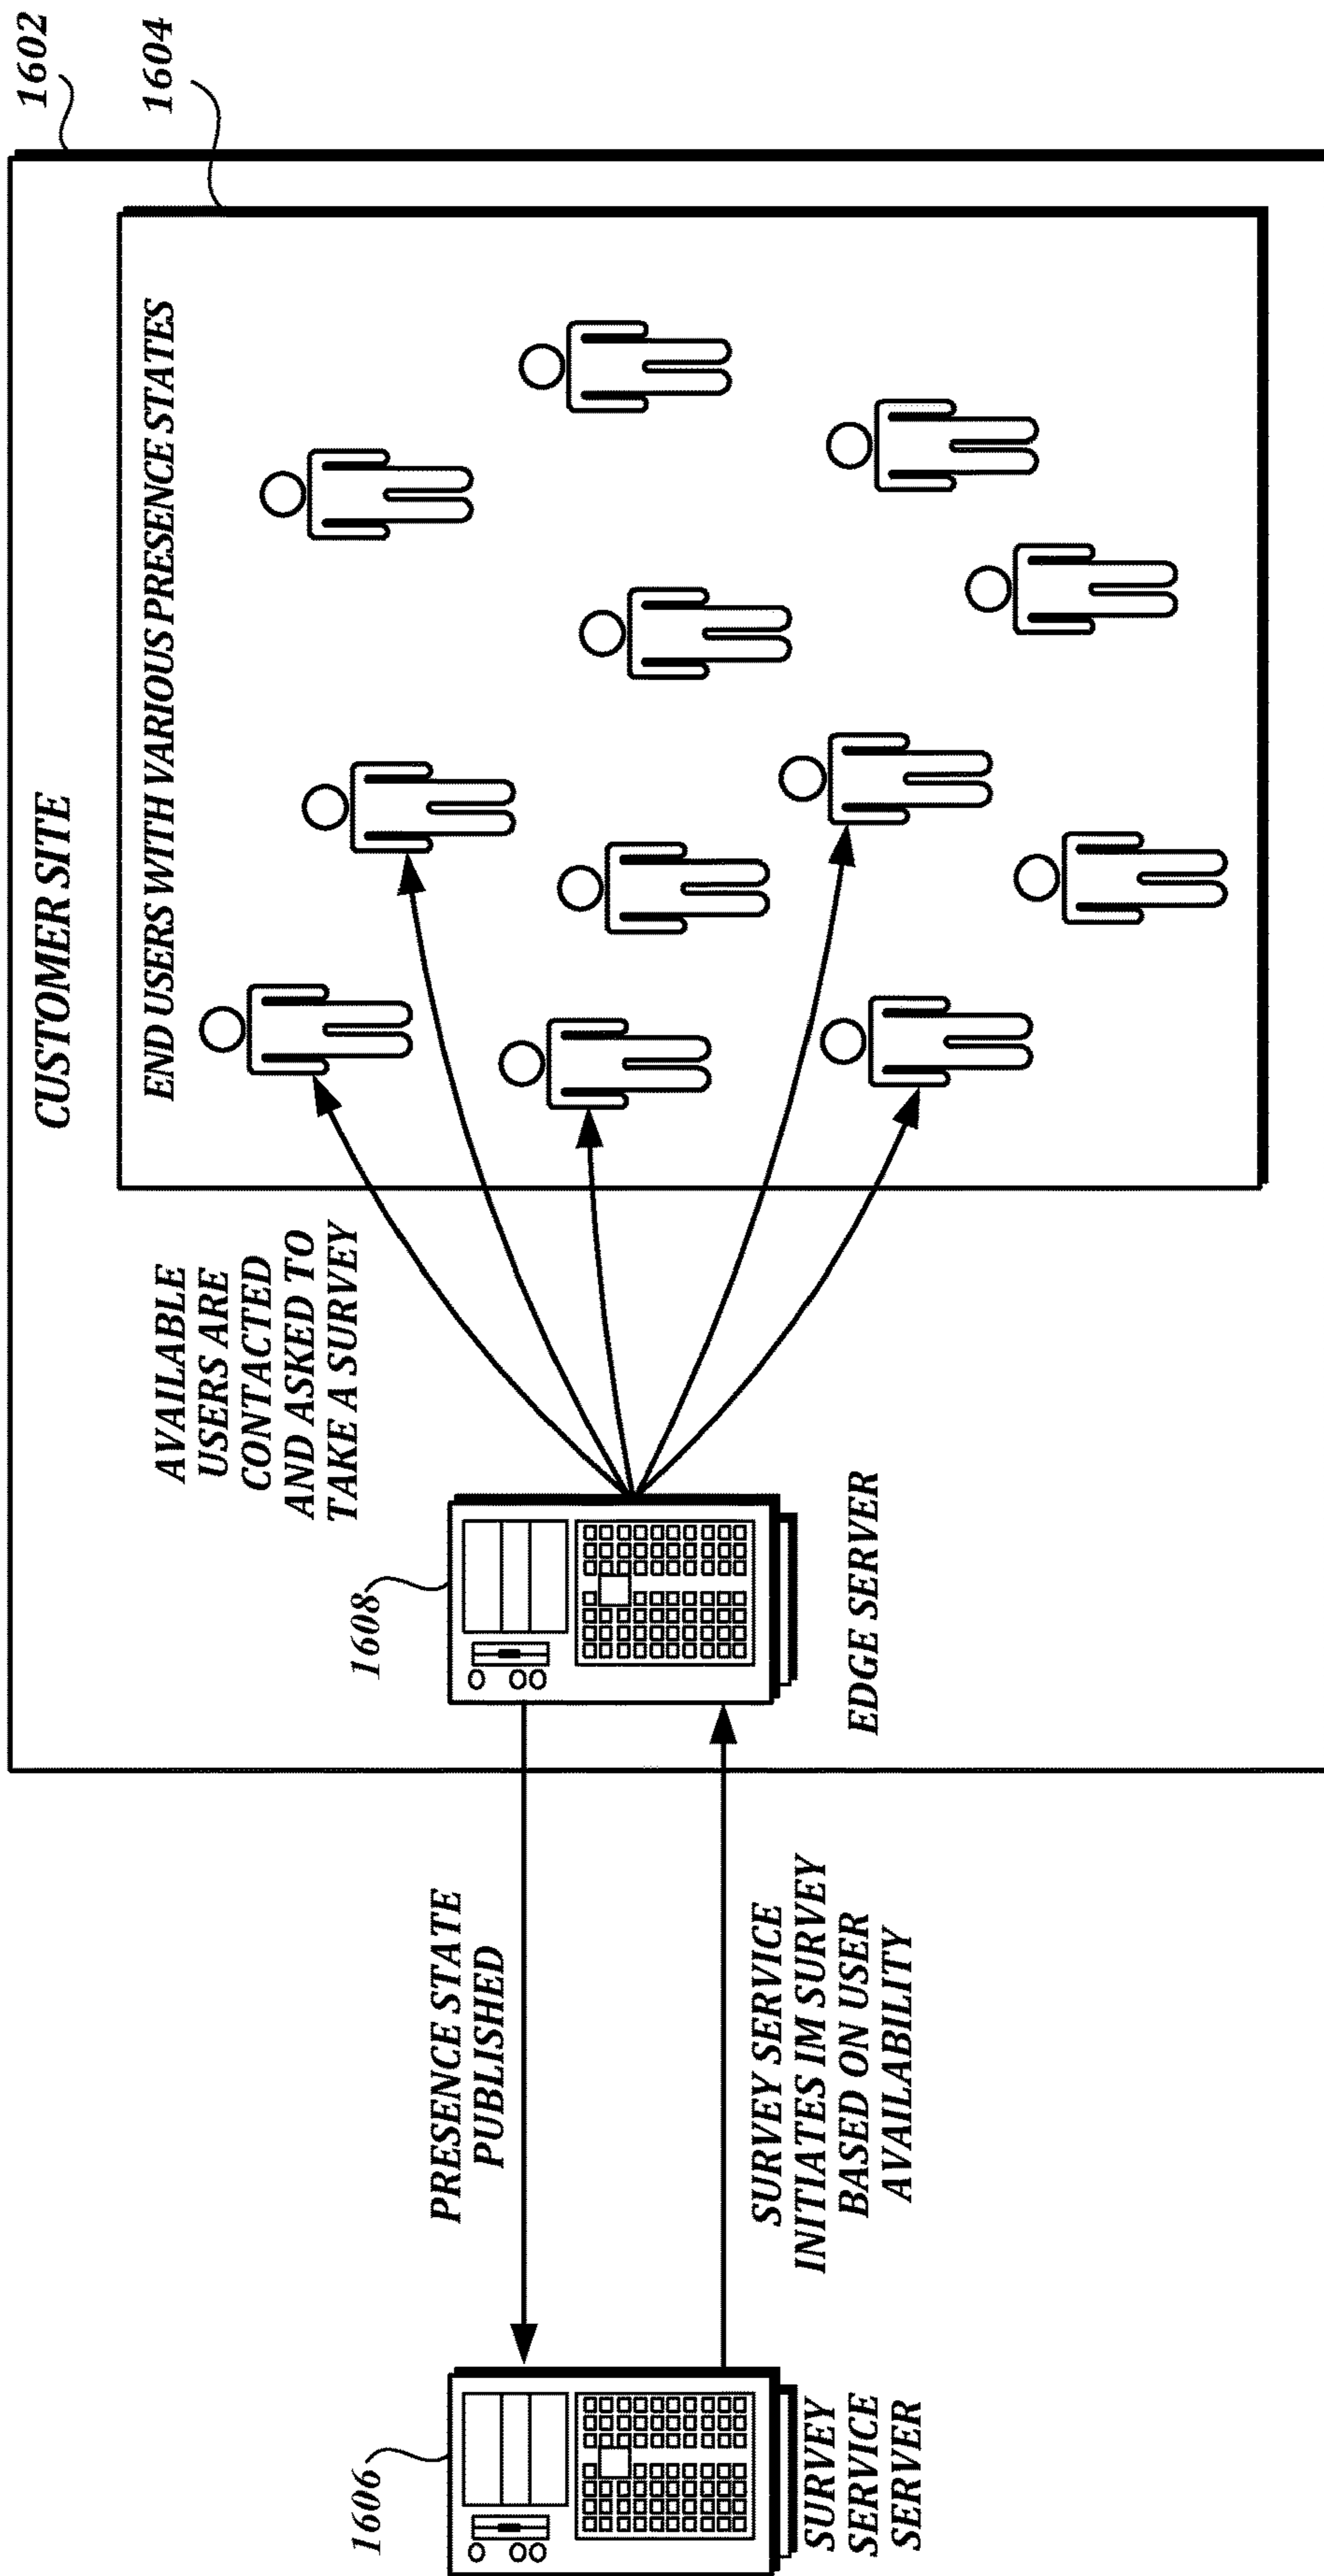 CUSTOMER SITE
1602
END USERS WITH VARIOUS PRESENCE STATES
1604
AVAILABLE
USERS ARE
CONTACTED
AND ASKED TO
TAKE A SURVEY
1606
1608
PRESENCE STATE
PUBLISHED
SURVEY SERVICE
INITIATES IM SURVEY
BASED ON USER
AVAILABILITY
SURVEY
SERVICE
SERVER
EDGE SERVER